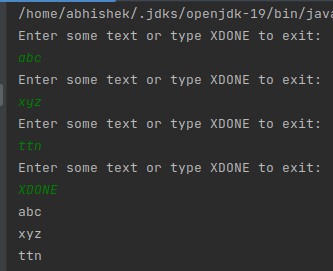 /home/abhishek/.jdks/openjdk-19/bin/java
Enter some text or type XDONE to exit:
abc
Enter some text or type XDONE to exit:
xyz
Enter some text or type XDONE to exit:
ttn
Enter some text or type XDONE to exit:
XDONE
abc
xyz
ttn